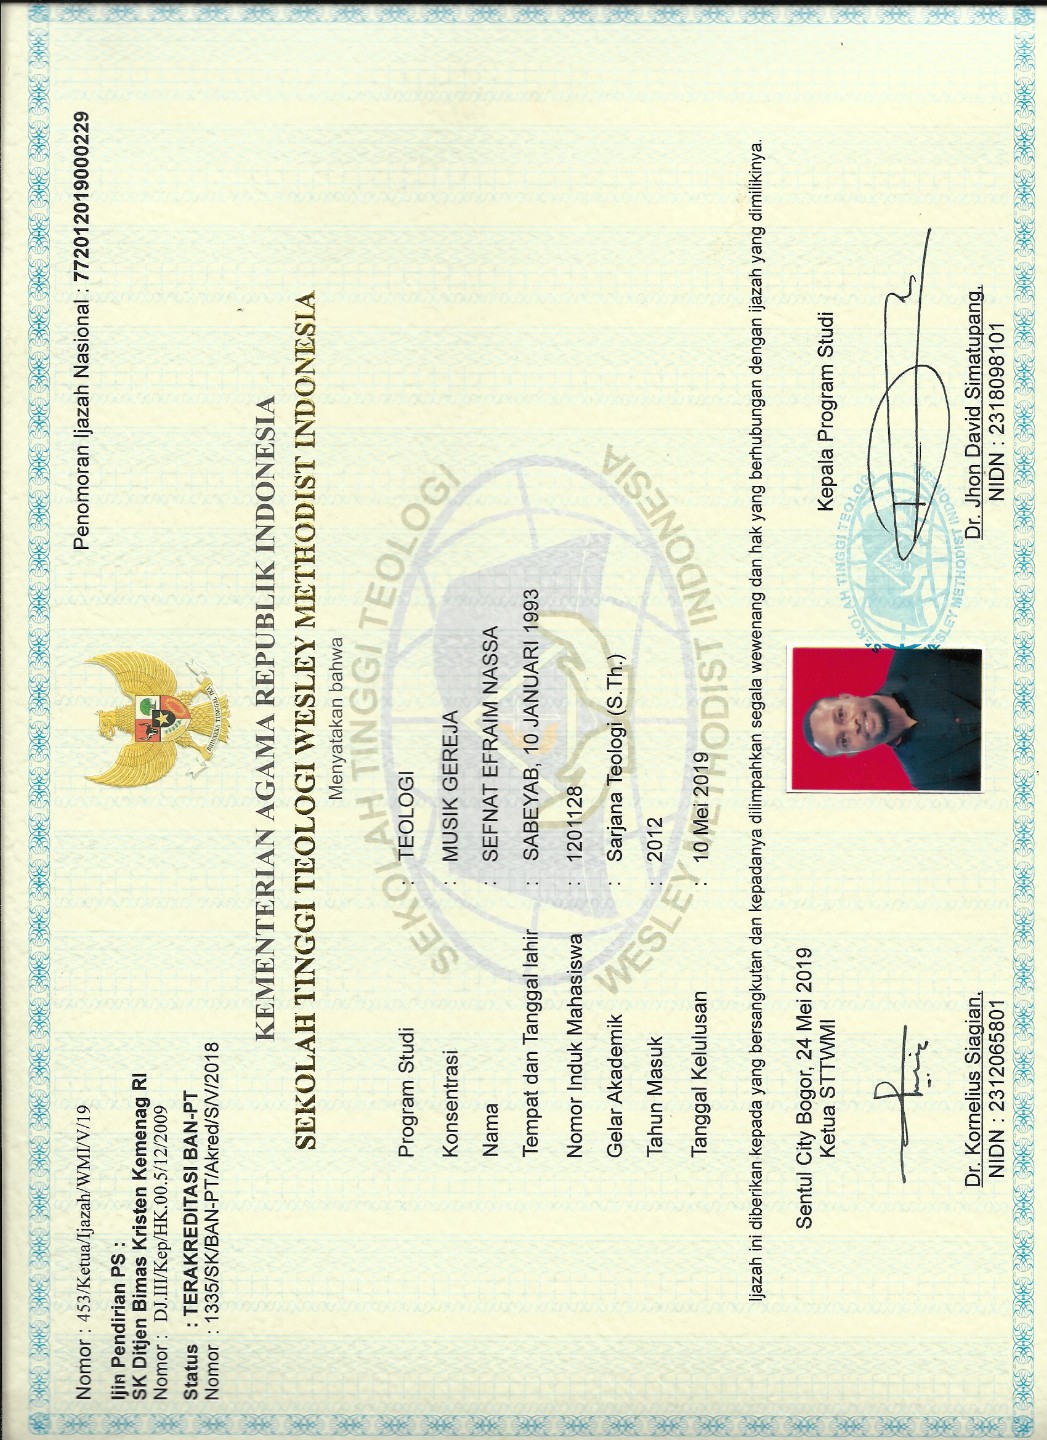 Nomor : 453/Ketua/Ijazah/WMI/V/19
Penomoran Ijazah Nasional : 772012019000229
Ijin Pendirian PS :
SK Ditjen Bimas Kristen Kemenag RI
Nomor : DJ.III/Kep/HK.00.5/12/2009
Status : TERAKREDITASI BAN-PT
Nomor : 1335/SK/BAN-PT/Akred/S/V/2018
BHINNEKA TUNGGAL IKA
KEMENTERIAN AGAMA REPUBLIK INDONESIA
SEKOLAH TINGGI TEOLOGI WESLEY METHODIST INDONESIA
Menyatakan bahwa
SEKOLAH TINGGI TEOLOGI
WESLEY METHODIST INDONESIA
Program Studi : TEOLOGI
Konsentrasi : MUSIK GEREJA
Nama : SEFNAT EFRAIM NASSA
Tempat dan Tanggal lahir : SABEYAB, 10 JANUARI 1993
Nomor Induk Mahasiswa : 1201128
Gelar Akademik : Sarjana Teologi (S.Th.)
Tahun Masuk : 2012
Tanggal Kelulusan : 10 Mei 2019
Ijazah ini diberikan kepada yang bersangkutan dan kepadanya dilimpahkan segala wewenang dan hak yang berhubungan dengan ijazah yang dimilikinya.
Sentul City Bogor, 24 Mei 2019
Ketua STTWMI
Dr. Kornelius Siagian.
NIDN : 2312065801
Kepala Program Studi
SEKOLAH TINGGI TEOLOGI
WESLEY METHODIST INDONESIA
Dr. Jhon David Simatupang.
NIDN : 2318098101